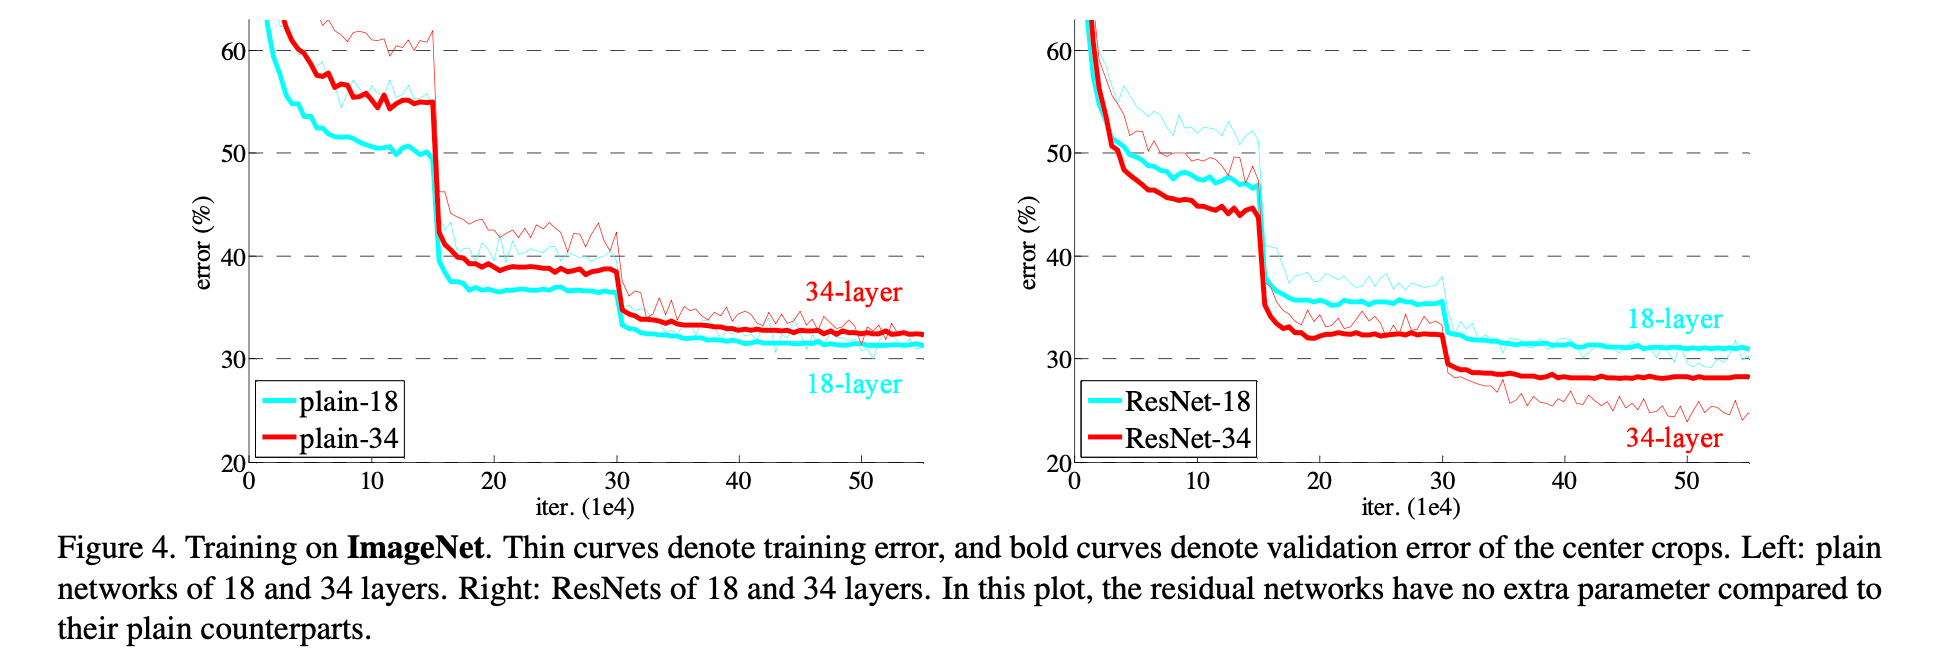 60
50
40
30
20
error (%)
34-layer
18-layer
plain-18
plain-34
0 10 20 30 40 50
iter. (1e4)
60
50
40
30
20
error (%)
18-layer
34-layer
ResNet-18
ResNet-34
0 10 20 30 40 50
iter. (1e4)
Figure 4. Training on ImageNet. Thin curves denote training error, and bold curves denote validation error of the center crops. Left: plain
networks of 18 and 34 layers. Right: ResNets of 18 and 34 layers. In this plot, the residual networks have no extra parameter compared to
their plain counterparts.